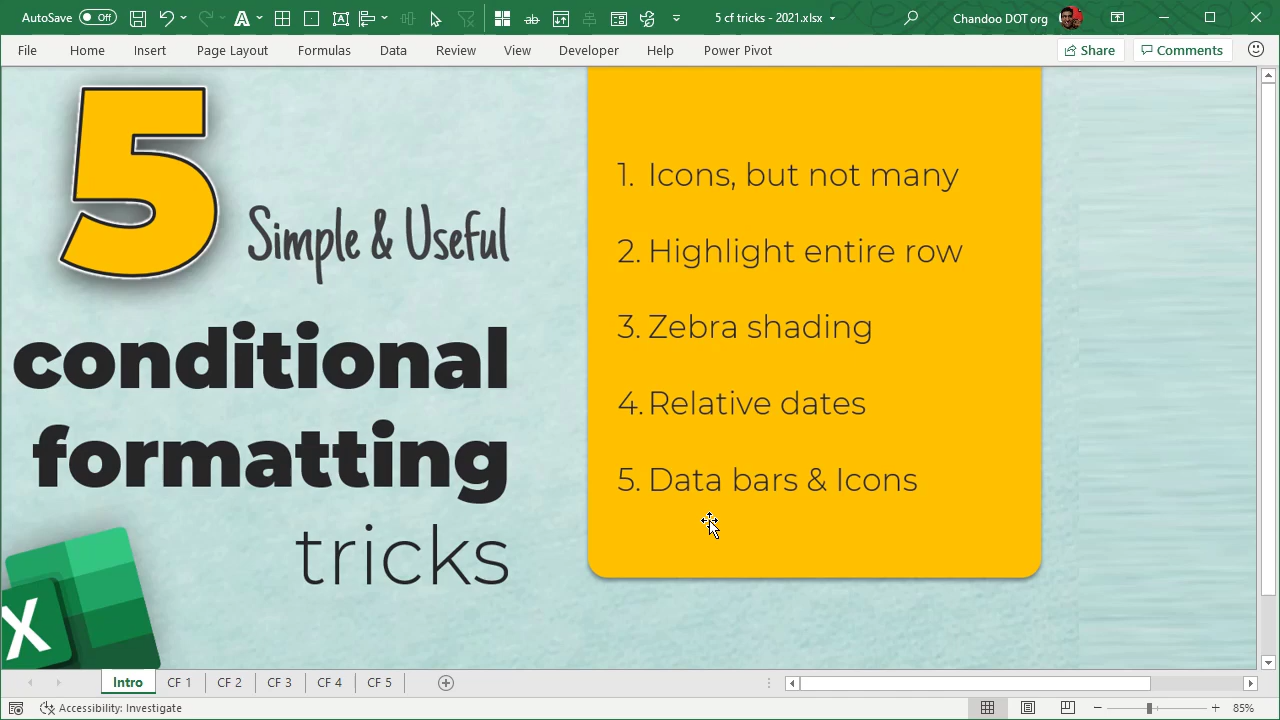 AutoSave Off
5 cf tricks - 2021.xlsx
Chandoo DOT org
File Home Insert Page Layout Formulas Data Review View Developer Help Power Pivot
Share Comments
5
Simple & Useful
conditional
formatting
tricks
X
1. Icons, but not many
2. Highlight entire row
3. Zebra shading
4. Relative dates
5. Data bars & Icons
Intro CF 1 CF 2 CF 3 CF 4 CF 5
Accessibility: Investigate
85%